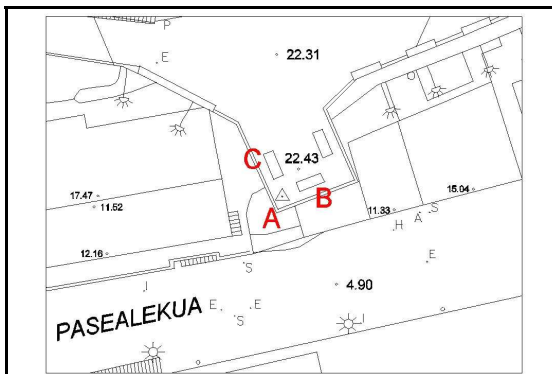 P
E
22.31
C
22.43
17.47
11.52
B
15.04
A
11.33
A
S
H
12.16
S
E
I
4.90
E
E
S
I
PASEALEKUA